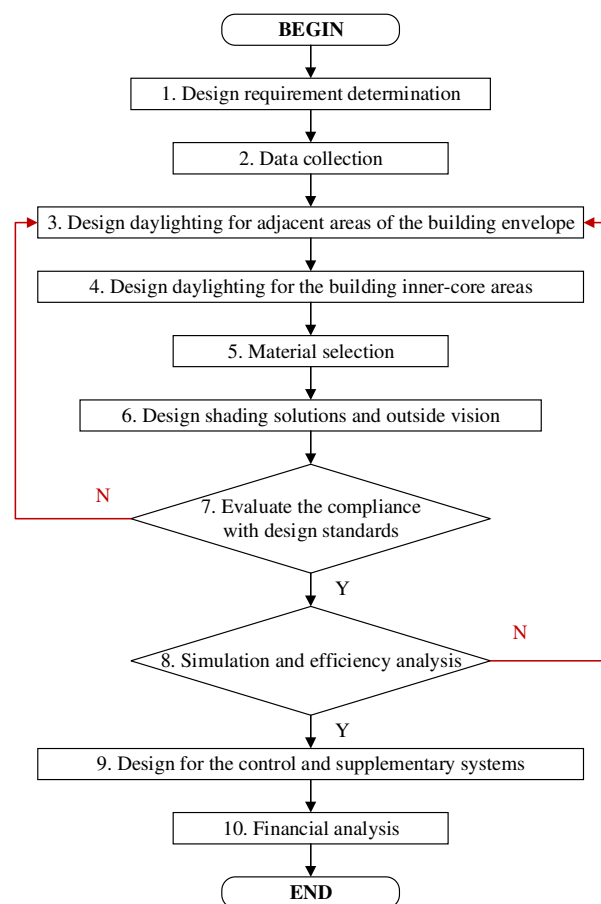 BEGIN
1. Design requirement determination
2. Data collection
3. Design daylighting for adjacent areas of the building envelope
4. Design daylighting for the building inner-core areas
5. Material selection
6. Design shading solutions and outside vision
N
7. Evaluate the compliance
with design standards
Y
N
8. Simulation and efficiency analysis
Y
9. Design for the control and supplementary systems
10. Financial analysis
END